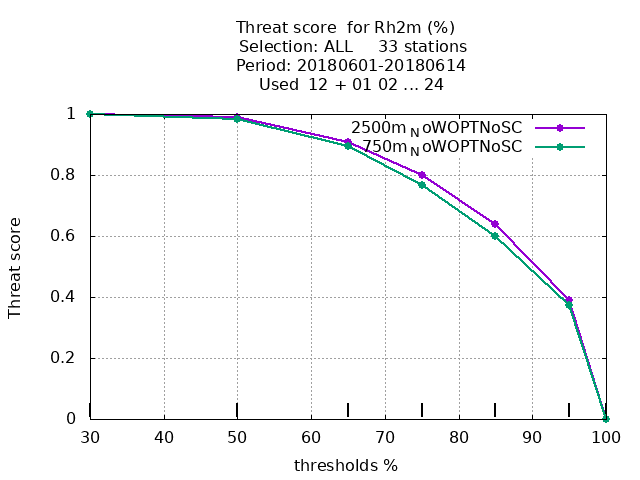 Threat score  for Rh2m (%)
Selection: ALL     33 stations
Period: 20180601-20180614
Used  12 + 01 02 ... 24
2500m_NoWOPTNoSC
750m_NoWOPTNoSC
1
0.8
0.6
0.4
0.2
0
Threat score
30 40 50 60 70 80 90 100
thresholds %